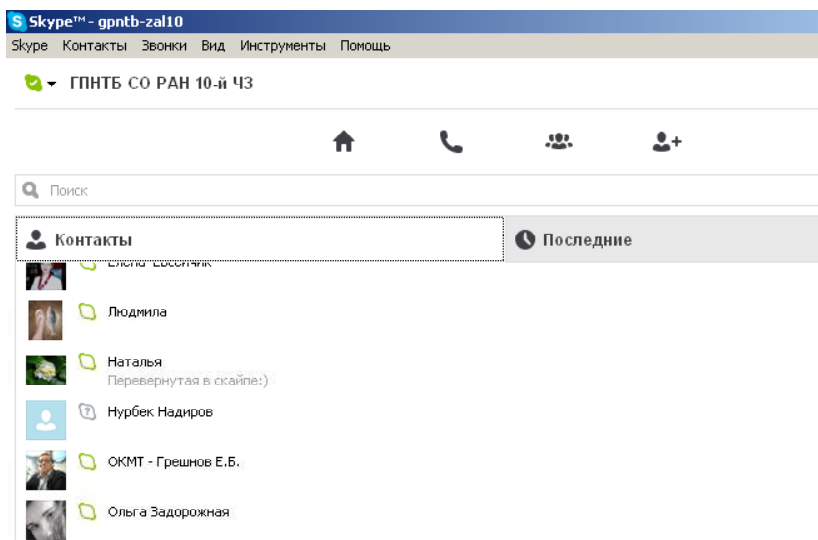 Skype™ - gpntb-zal10
Skype Контакты Звонки Вид Инструменты Помощь
ГПНТБ СО РАН 10-й ЧЗ
Поиск
Контакты Последние
Людмила
Наталья
Перевернутая в скайпе:)
Нурбек Надиров
ОКМТ - Грешнов Е.Б.
Ольга Задорожная